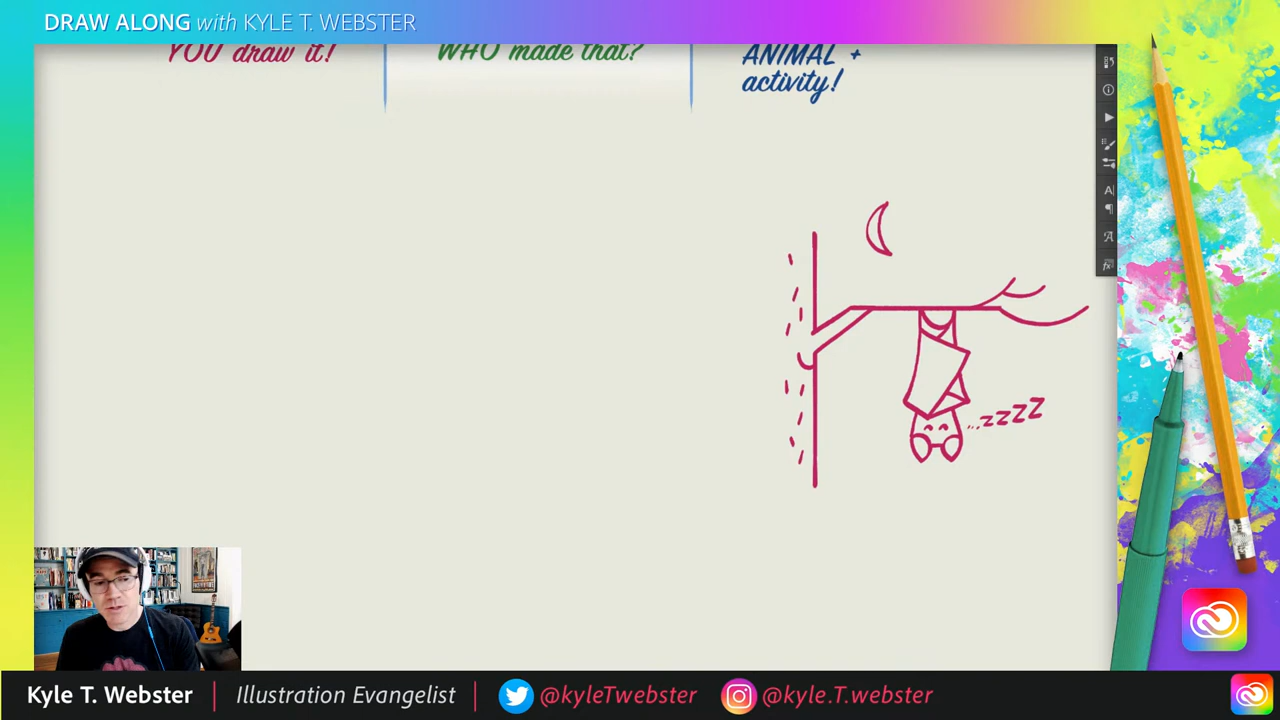 DRAW ALONG with KYLE T. WEBSTER
YOU draw it!
WHO made that?
ANIMAL +
activity!
...zzzz
Kyle T. Webster | Illustration Evangelist | @kyleTwebster @kyle.T.webster